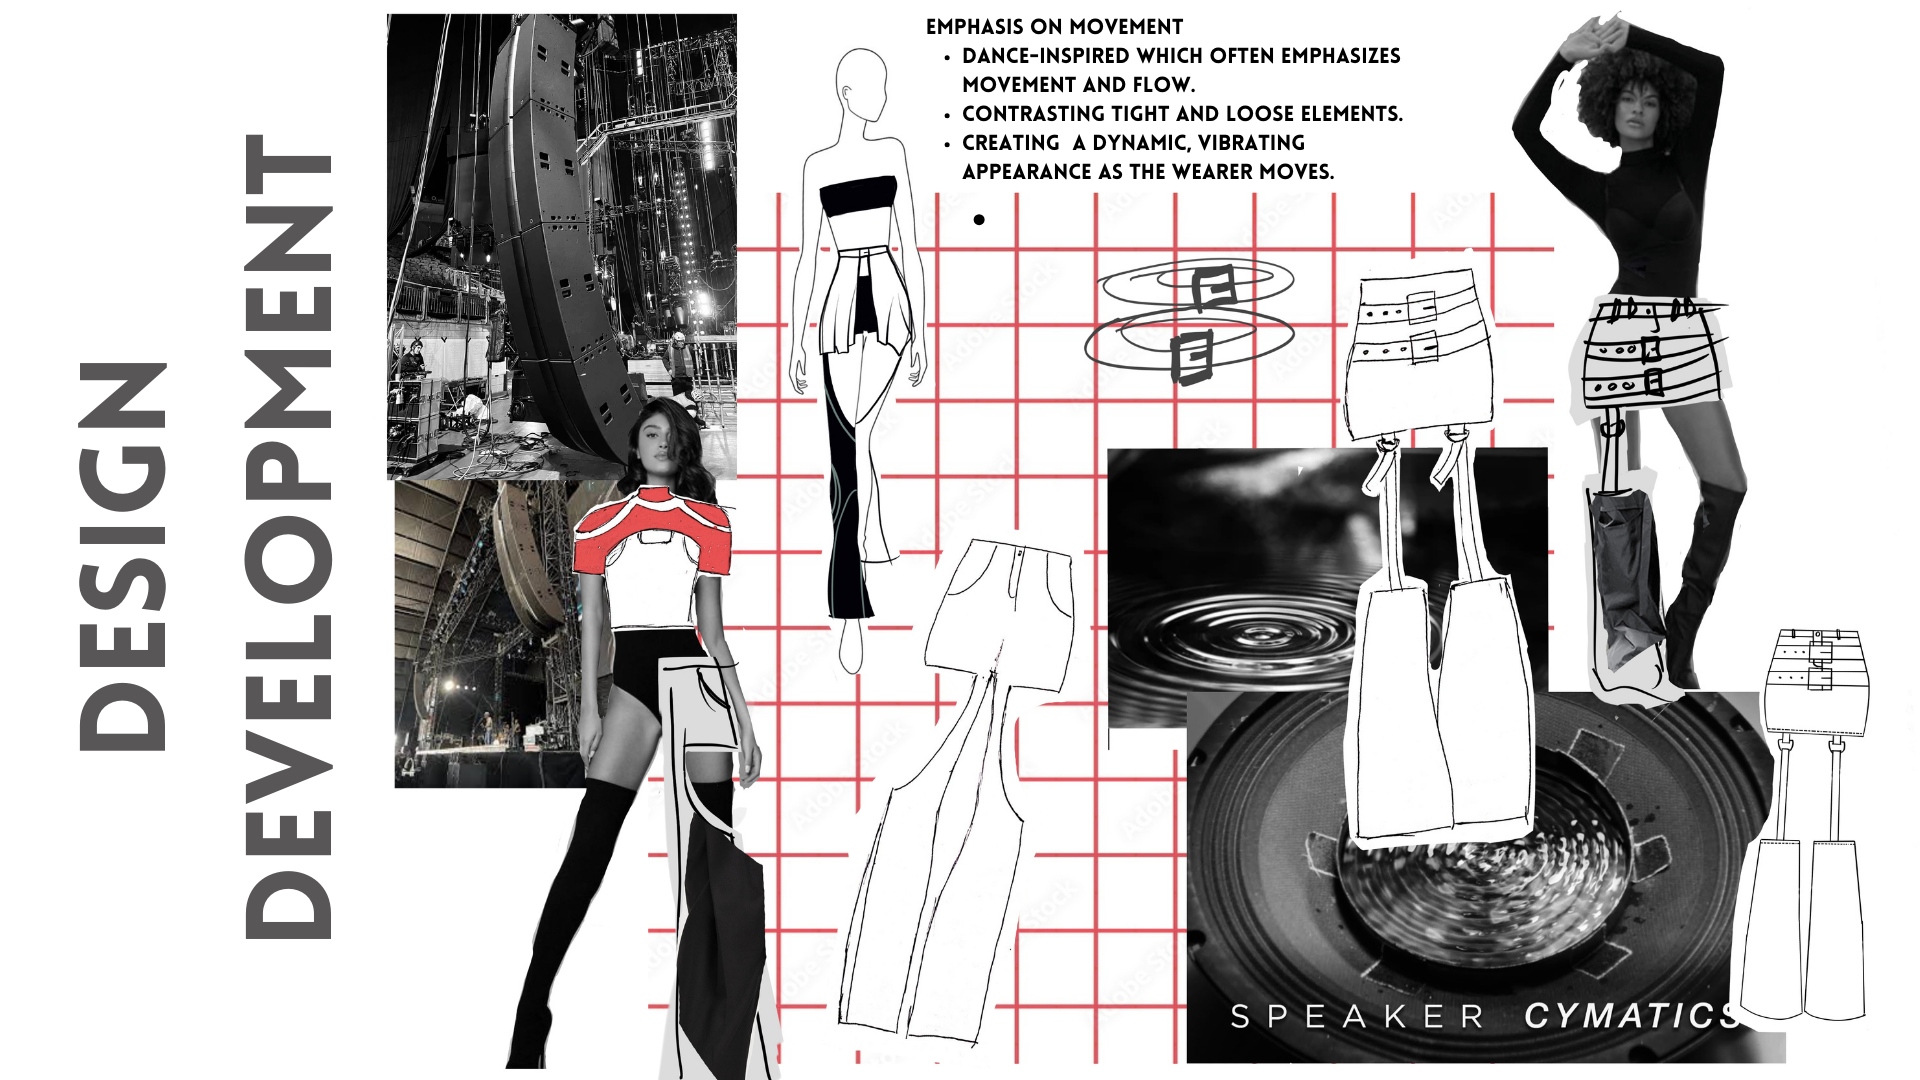 DESIGN
DEVELOPMENT
EMPHASIS ON MOVEMENT
• DANCE-INSPIRED WHICH OFTEN EMPHASIZES
MOVEMENT AND FLOW.
• CONTRASTING TIGHT AND LOOSE ELEMENTS.
• CREATING A DYNAMIC, VIBRATING
APPEARANCE AS THE WEARER MOVES.
•
SPEAKER CYMATICS